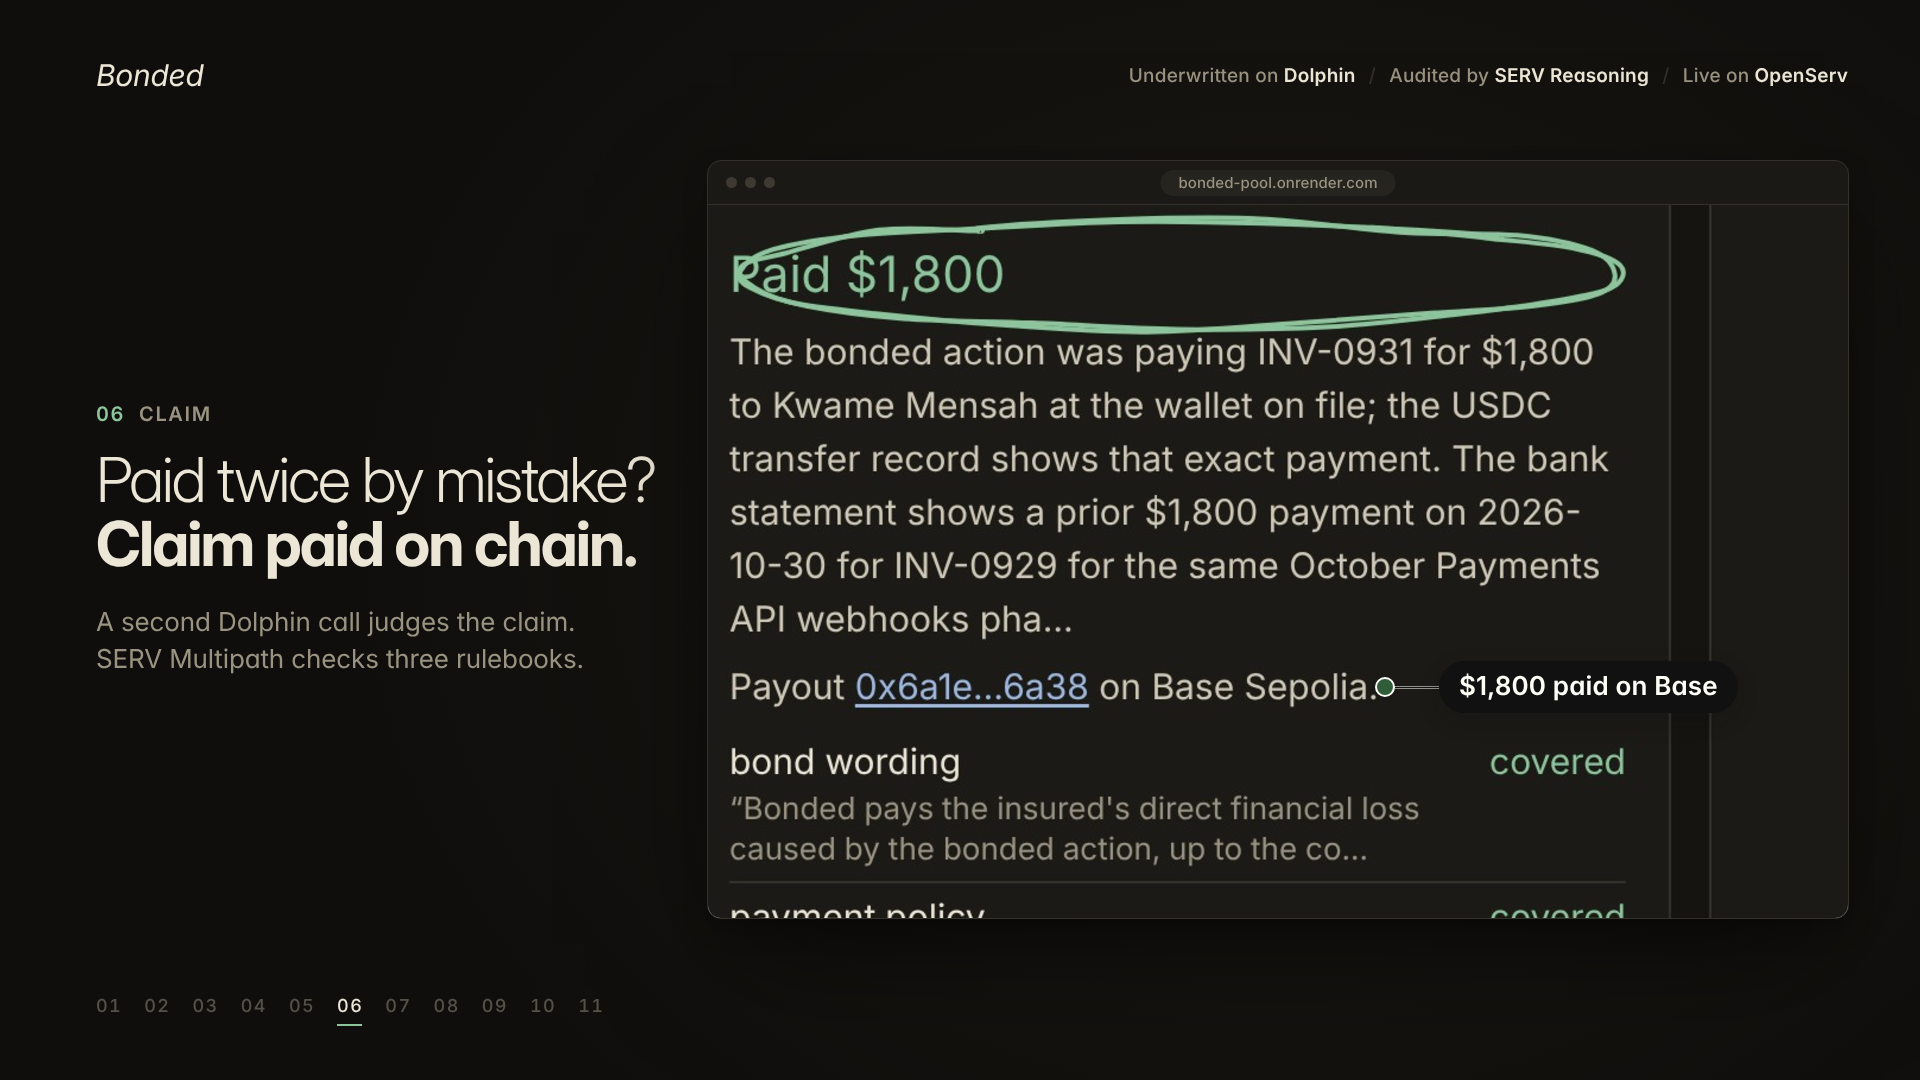 Bonded
Underwritten on Dolphin / Audited by SERV Reasoning / Live on OpenServ
bonded-pool.onrender.com
06 CLAIM
Paid twice by mistake?
Claim paid on chain.
A second Dolphin call judges the claim.
SERV Multipath checks three rulebooks.
Paid $1,800
The bonded action was paying INV-0931 for $1,800
to Kwame Mensah at the wallet on file; the USDC
transfer record shows that exact payment. The bank
statement shows a prior $1,800 payment on 2026-
10-30 for INV-0929 for the same October Payments
API webhooks pha...
Payout 0x6a1e...6a38 on Base Sepolia.
$1,800 paid on Base
bond wording covered
“Bonded pays the insured's direct financial loss
caused by the bonded action, up to the co...
payment policy covered
01 02 03 04 05 06 07 08 09 10 11